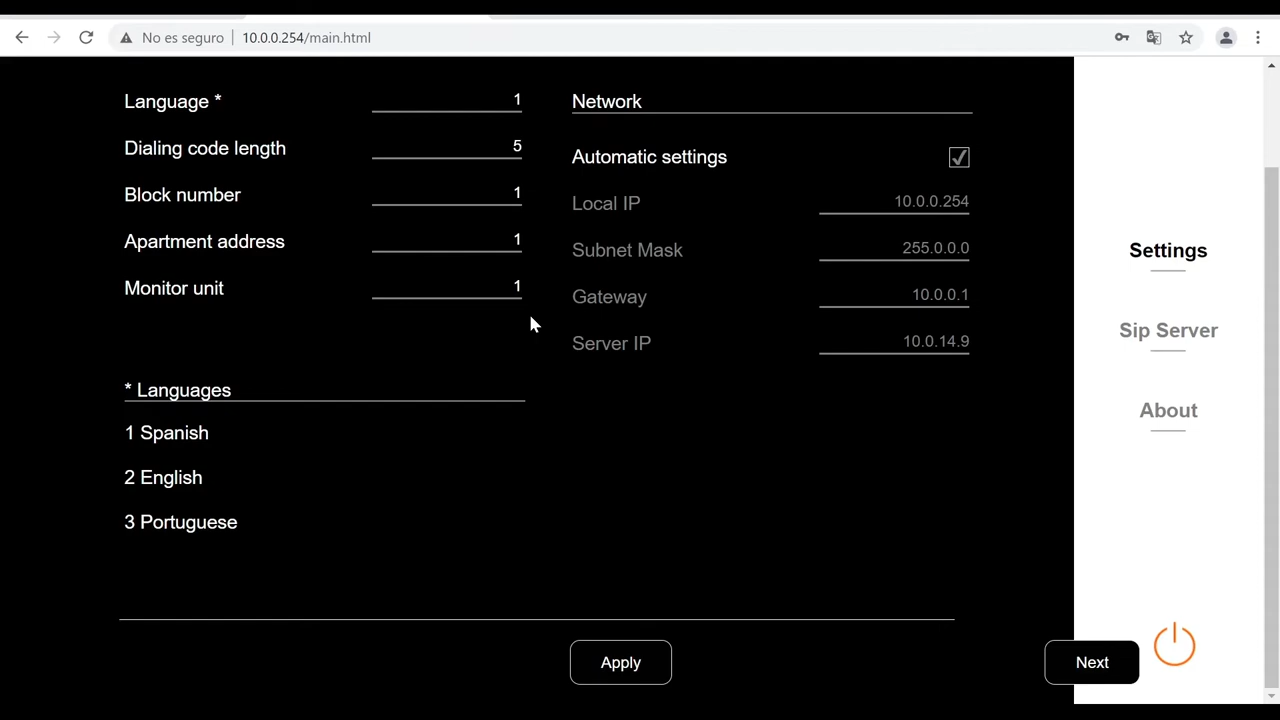 No es seguro
10.0.0.254/main.html
Language * 1
Dialing code length 5
Block number 1
Apartment address 1
Monitor unit 1
* Languages
1 Spanish
2 English
3 Portuguese
Network
Automatic settings
Local IP 10.0.0.254
Subnet Mask 255.0.0.0
Gateway 10.0.0.1
Server IP 10.0.14.9
Settings
Sip Server
About
Apply
Next